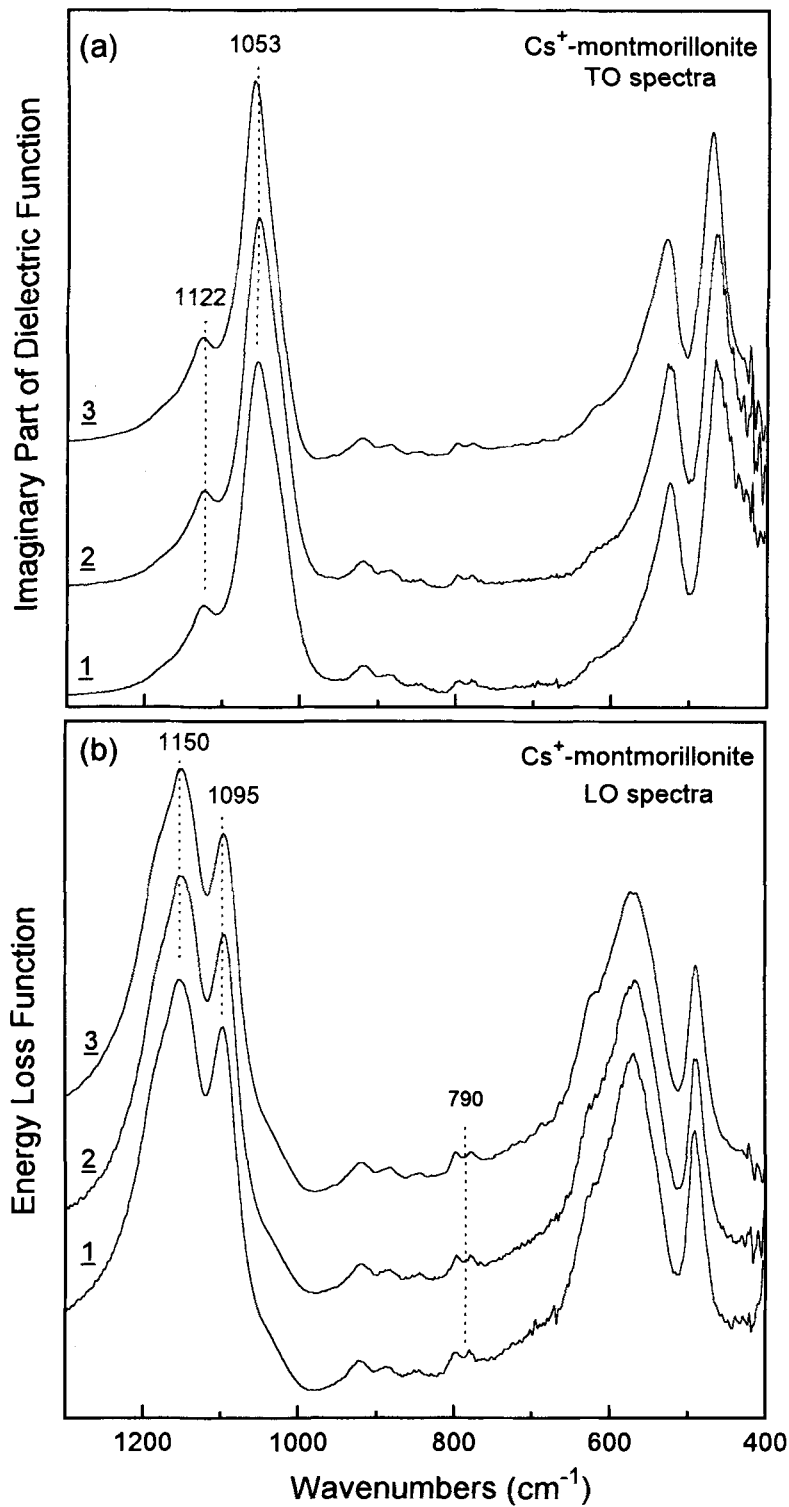 (a)
1053
Cs⁺-montmorillonite
TO spectra
Imaginary Part of Dielectric Function
1122
3
2
1
(b)
1150
1095
Cs⁺-montmorillonite
LO spectra
Energy Loss Function
3
790
2
1
1200
1000
800
600
400
Wavenumbers (cm⁻¹)